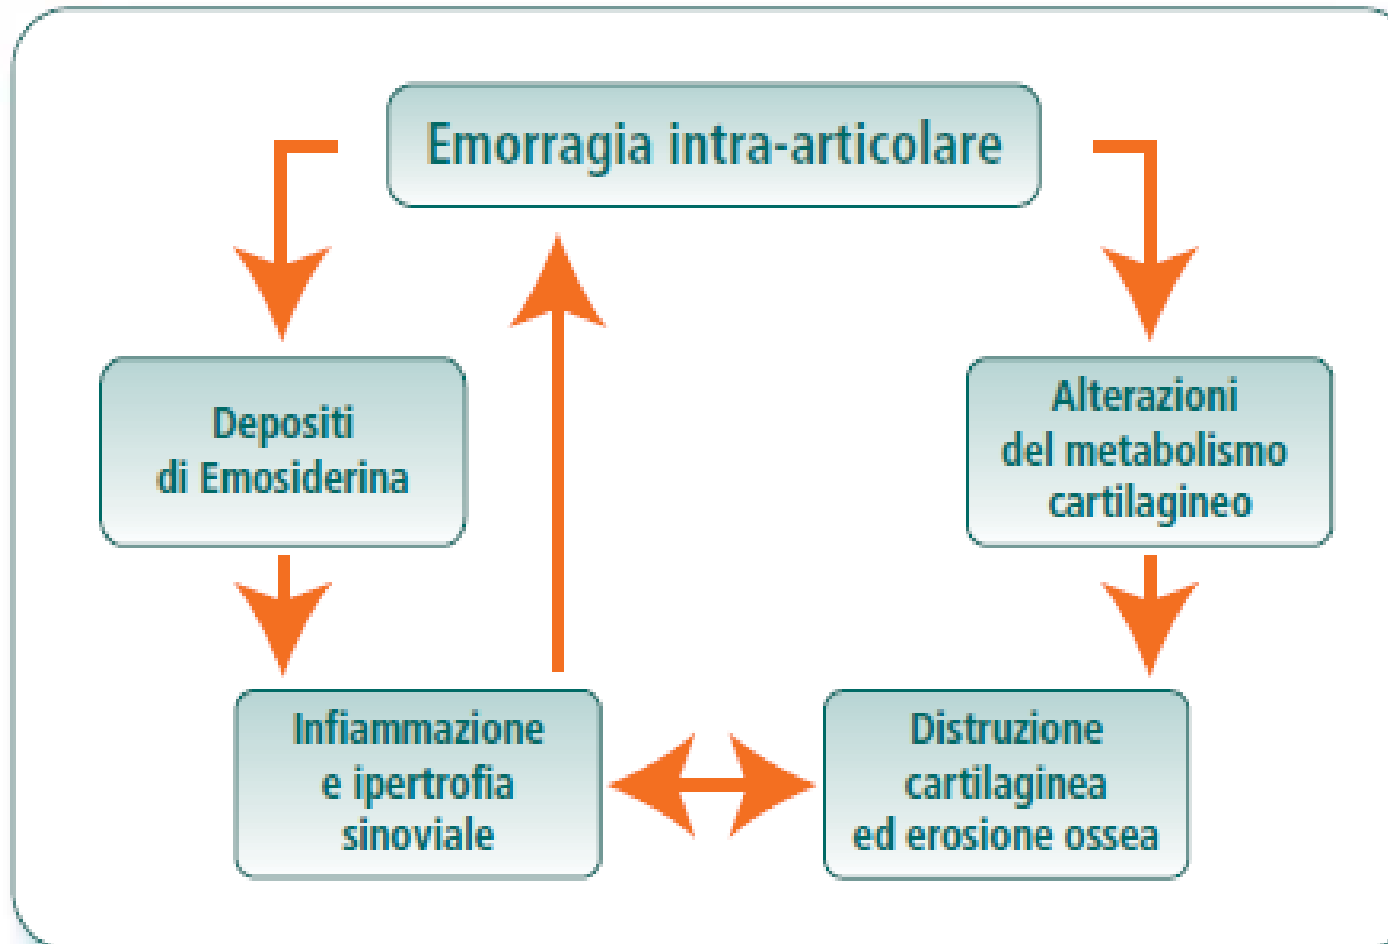 Emorragia intra-articolare
Depositi
di Emosiderina
Alterazioni
del metabolismo
cartilagineo
Infiammazione
e ipertrofia
sinoviale
Distruzione
cartilaginea
ed erosione ossea